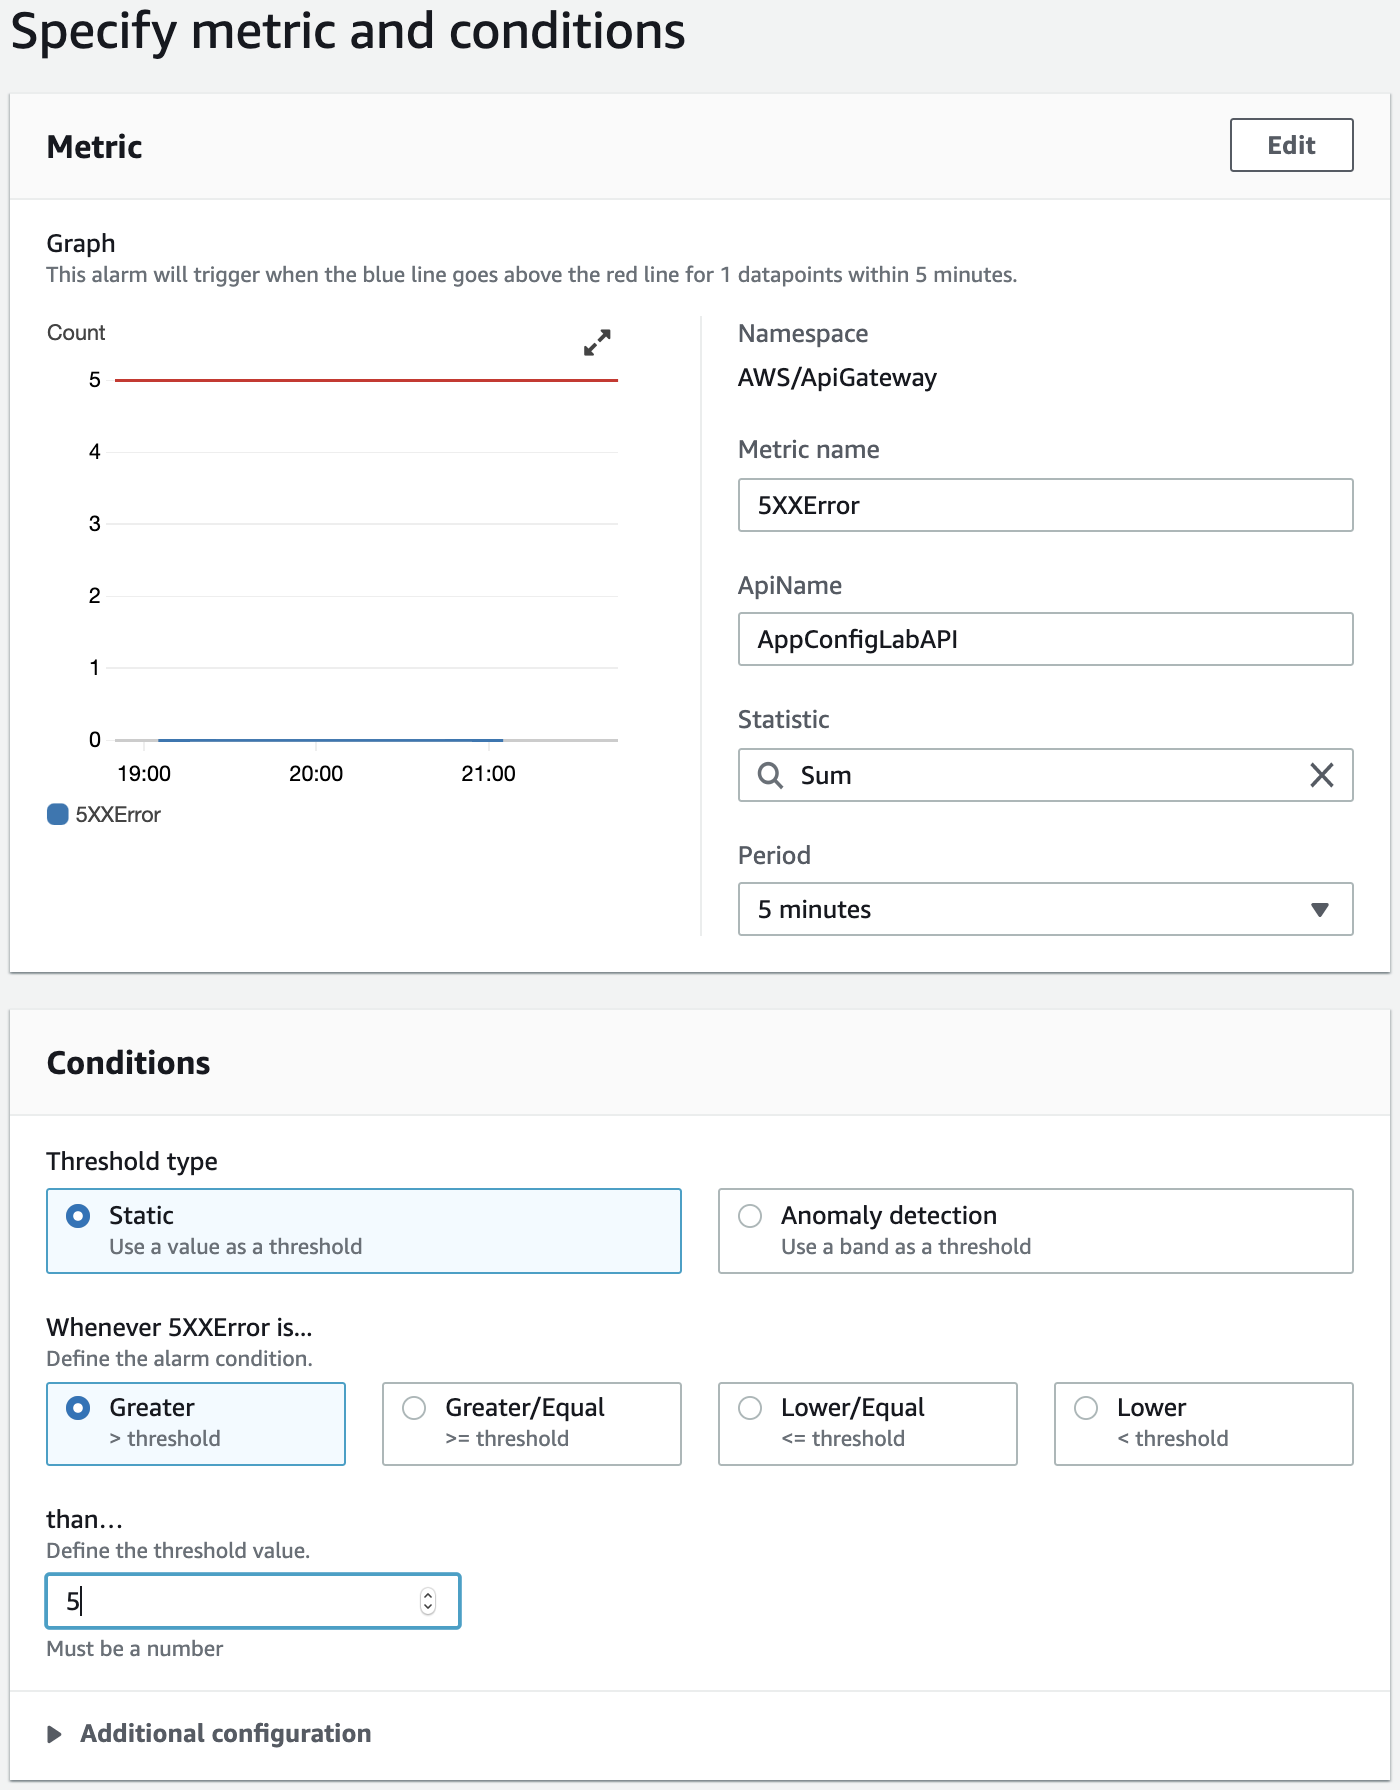 Specify metric and conditions
Metric
Edit
Graph
This alarm will trigger when the blue line goes above the red line for 1 datapoints within 5 minutes.
Count
5
4
3
2
1
0
19:00 20:00 21:00
5XXError
Namespace
AWS/ApiGateway
Metric name
5XXError
ApiName
AppConfigLabAPI
Statistic
Sum
Period
5 minutes
Conditions
Threshold type
Static
Use a value as a threshold
Anomaly detection
Use a band as a threshold
Whenever 5XXError is...
Define the alarm condition.
Greater
> threshold
Greater/Equal
>= threshold
Lower/Equal
<= threshold
Lower
< threshold
than...
Define the threshold value.
5
Must be a number
Additional configuration